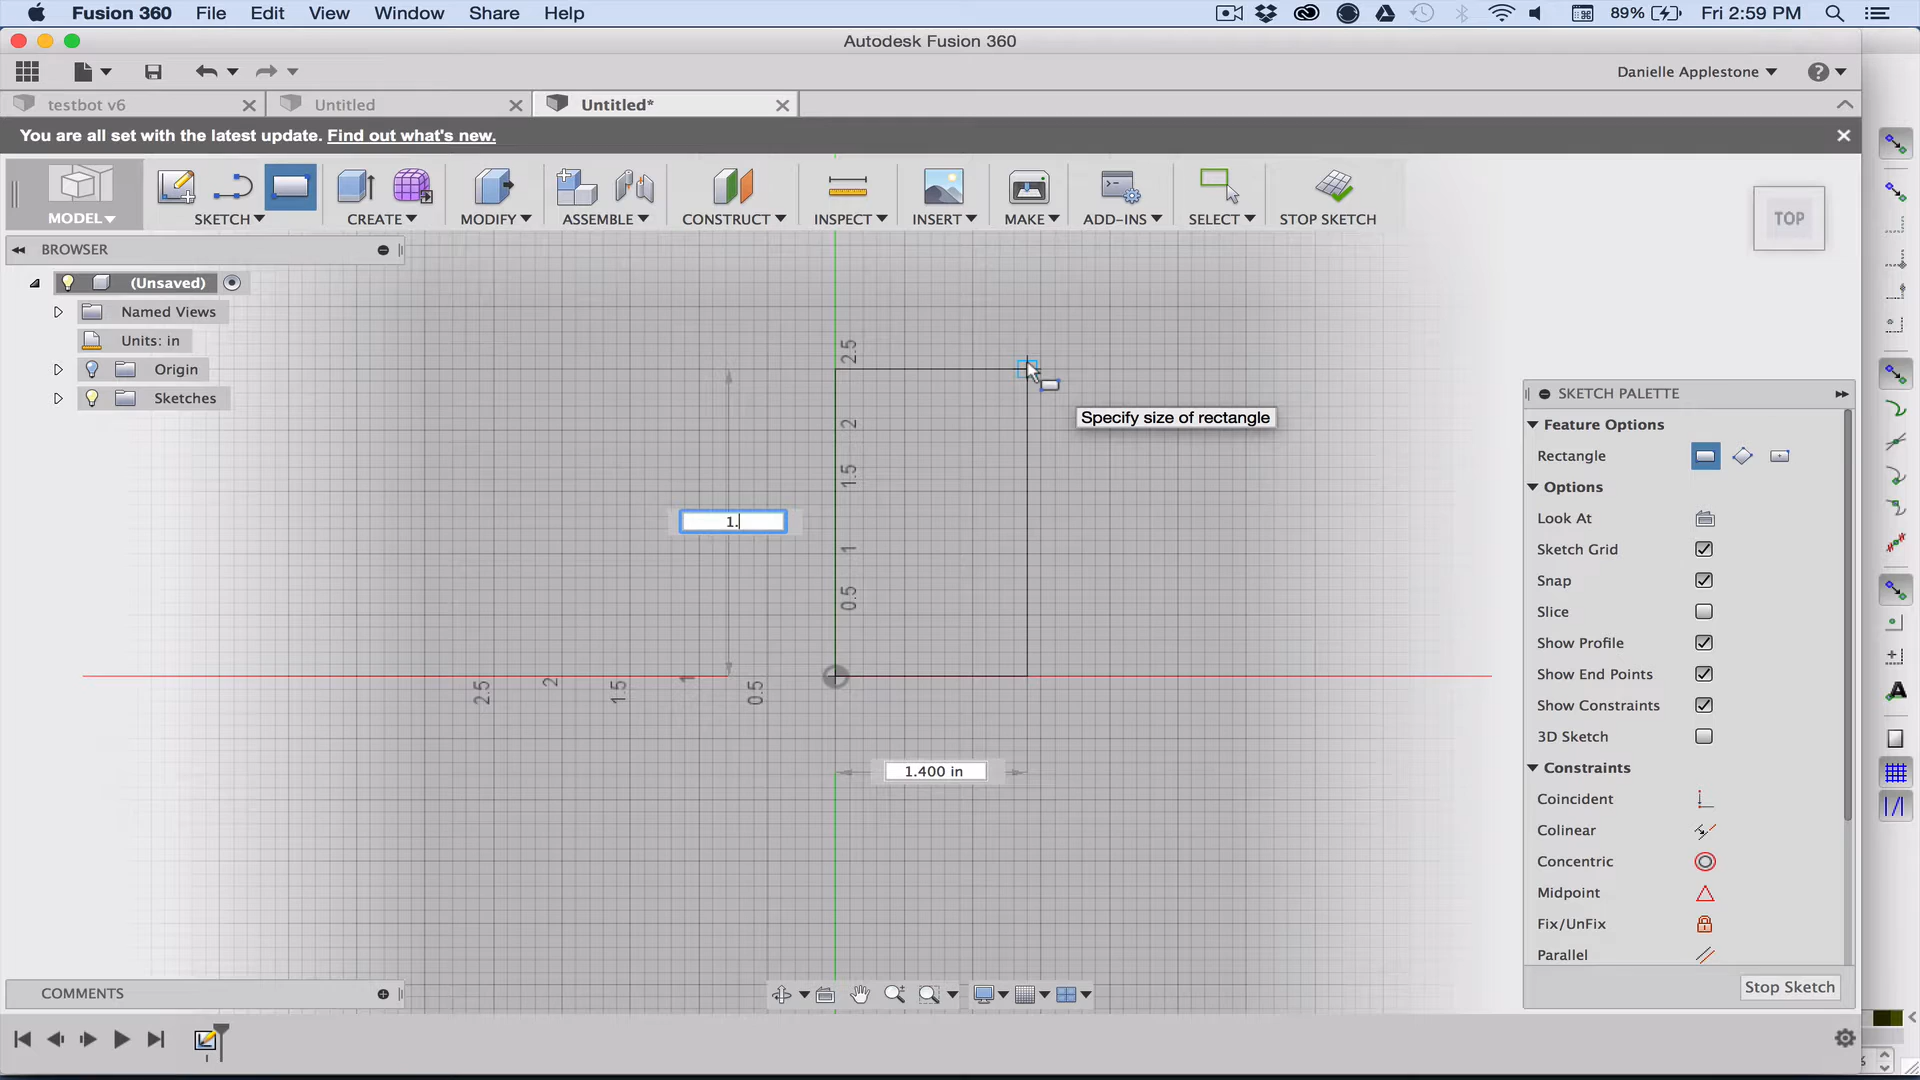 Fusion 360 File Edit View Window Share Help 89% Fri 2:59 PM
Autodesk Fusion 360
Danielle Applestone
testbot v6 Untitled Untitled*
You are all set with the latest update. Find out what's new.
MODEL SKETCH CREATE MODIFY ASSEMBLE CONSTRUCT INSPECT INSERT MAKE ADD-INS SELECT STOP SKETCH
TOP
BROWSER
(Unsaved)
Named Views
Units: in
Origin
Sketches
2.5
2
1.5
1
0.5
2.5 2 1.5 1 0.5
1.
1.400 in
Specify size of rectangle
SKETCH PALETTE
Feature Options
Rectangle
Options
Look At
Sketch Grid
Snap
Slice
Show Profile
Show End Points
Show Constraints
3D Sketch
Constraints
Coincident
Colinear
Concentric
Midpoint
Fix/UnFix
Parallel
Stop Sketch
COMMENTS